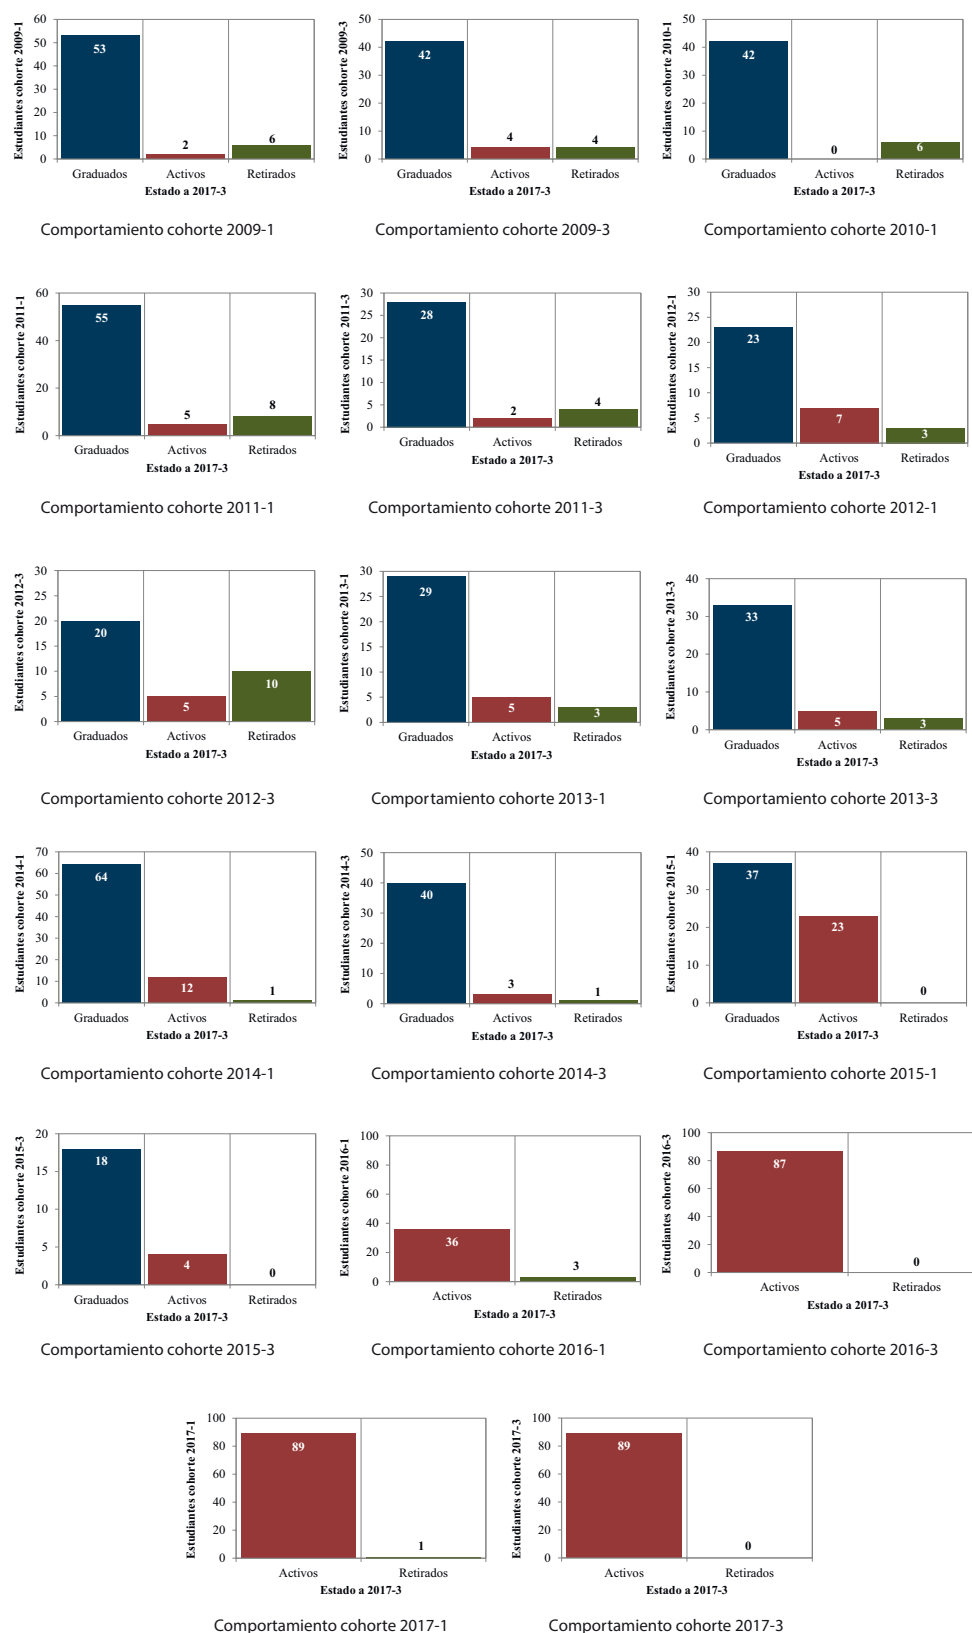 Estudiantes cohorte 2009-1
60
50
40
30
20
10
0
53
2
6
Graduados Activos Retirados
Estado a 2017-3
Comportamiento cohorte 2009-1
Estudiantes cohorte 2009-3
50
40
30
20
10
0
42
4
4
Graduados Activos Retirados
Estado a 2017-3
Comportamiento cohorte 2009-3
Estudiantes cohorte 2010-1
50
40
30
20
10
0
42
0
6
Graduados Activos Retirados
Estado a 2017-3
Comportamiento cohorte 2010-1
Estudiantes cohorte 2011-1
60
40
20
0
55
5
8
Graduados Activos Retirados
Estado a 2017-3
Comportamiento cohorte 2011-1
Estudiantes cohorte 2011-3
30
25
20
15
10
5
0
28
2
4
Graduados Activos Retirados
Estado a 2017-3
Comportamiento cohorte 2011-3
Estudiantes cohorte 2012-1
30
25
20
15
10
5
0
23
7
3
Graduados Activos Retirados
Estado a 2017-3
Comportamiento cohorte 2012-1
Estudiantes cohorte 2012-3
30
25
20
15
10
5
0
20
5
10
Graduados Activos Retirados
Estado a 2017-3
Comportamiento cohorte 2012-3
Estudiantes cohorte 2013-1
30
25
20
15
10
5
0
29
5
3
Graduados Activos Retirados
Estado a 2017-3
Comportamiento cohorte 2013-1
Estudiantes cohorte 2013-3
40
30
20
10
0
33
5
3
Graduados Activos Retirados
Estado a 2017-3
Comportamiento cohorte 2013-3
Estudiantes cohorte 2014-1
70
60
50
40
30
20
10
0
64
12
1
Graduados Activos Retirados
Estado a 2017-3
Comportamiento cohorte 2014-1
Estudiantes cohorte 2014-3
50
40
30
20
10
0
40
3
1
Graduados Activos Retirados
Estado a 2017-3
Comportamiento cohorte 2014-3
Estudiantes cohorte 2015-1
40
30
20
10
0
37
23
0
Graduados Activos Retirados
Estado a 2017-3
Comportamiento cohorte 2015-1
Estudiantes cohorte 2015-3
20
15
10
5
0
18
4
0
Graduados Activos Retirados
Estado a 2017-3
Comportamiento cohorte 2015-3
Estudiantes cohorte 2016-1
100
80
60
40
20
0
36
3
Activos Retirados
Estado a 2017-3
Comportamiento cohorte 2016-1
Estudiantes cohorte 2016-3
100
80
60
40
20
0
87
0
Activos Retirados
Estado a 2017-3
Comportamiento cohorte 2016-3
Estudiantes cohorte 2017-1
100
80
60
40
20
0
89
1
Activos Retirados
Estado a 2017-3
Comportamiento cohorte 2017-1
Estudiantes cohorte 2017-3
100
80
60
40
20
0
89
0
Activos Retirados
Estado a 2017-3
Comportamiento cohorte 2017-3